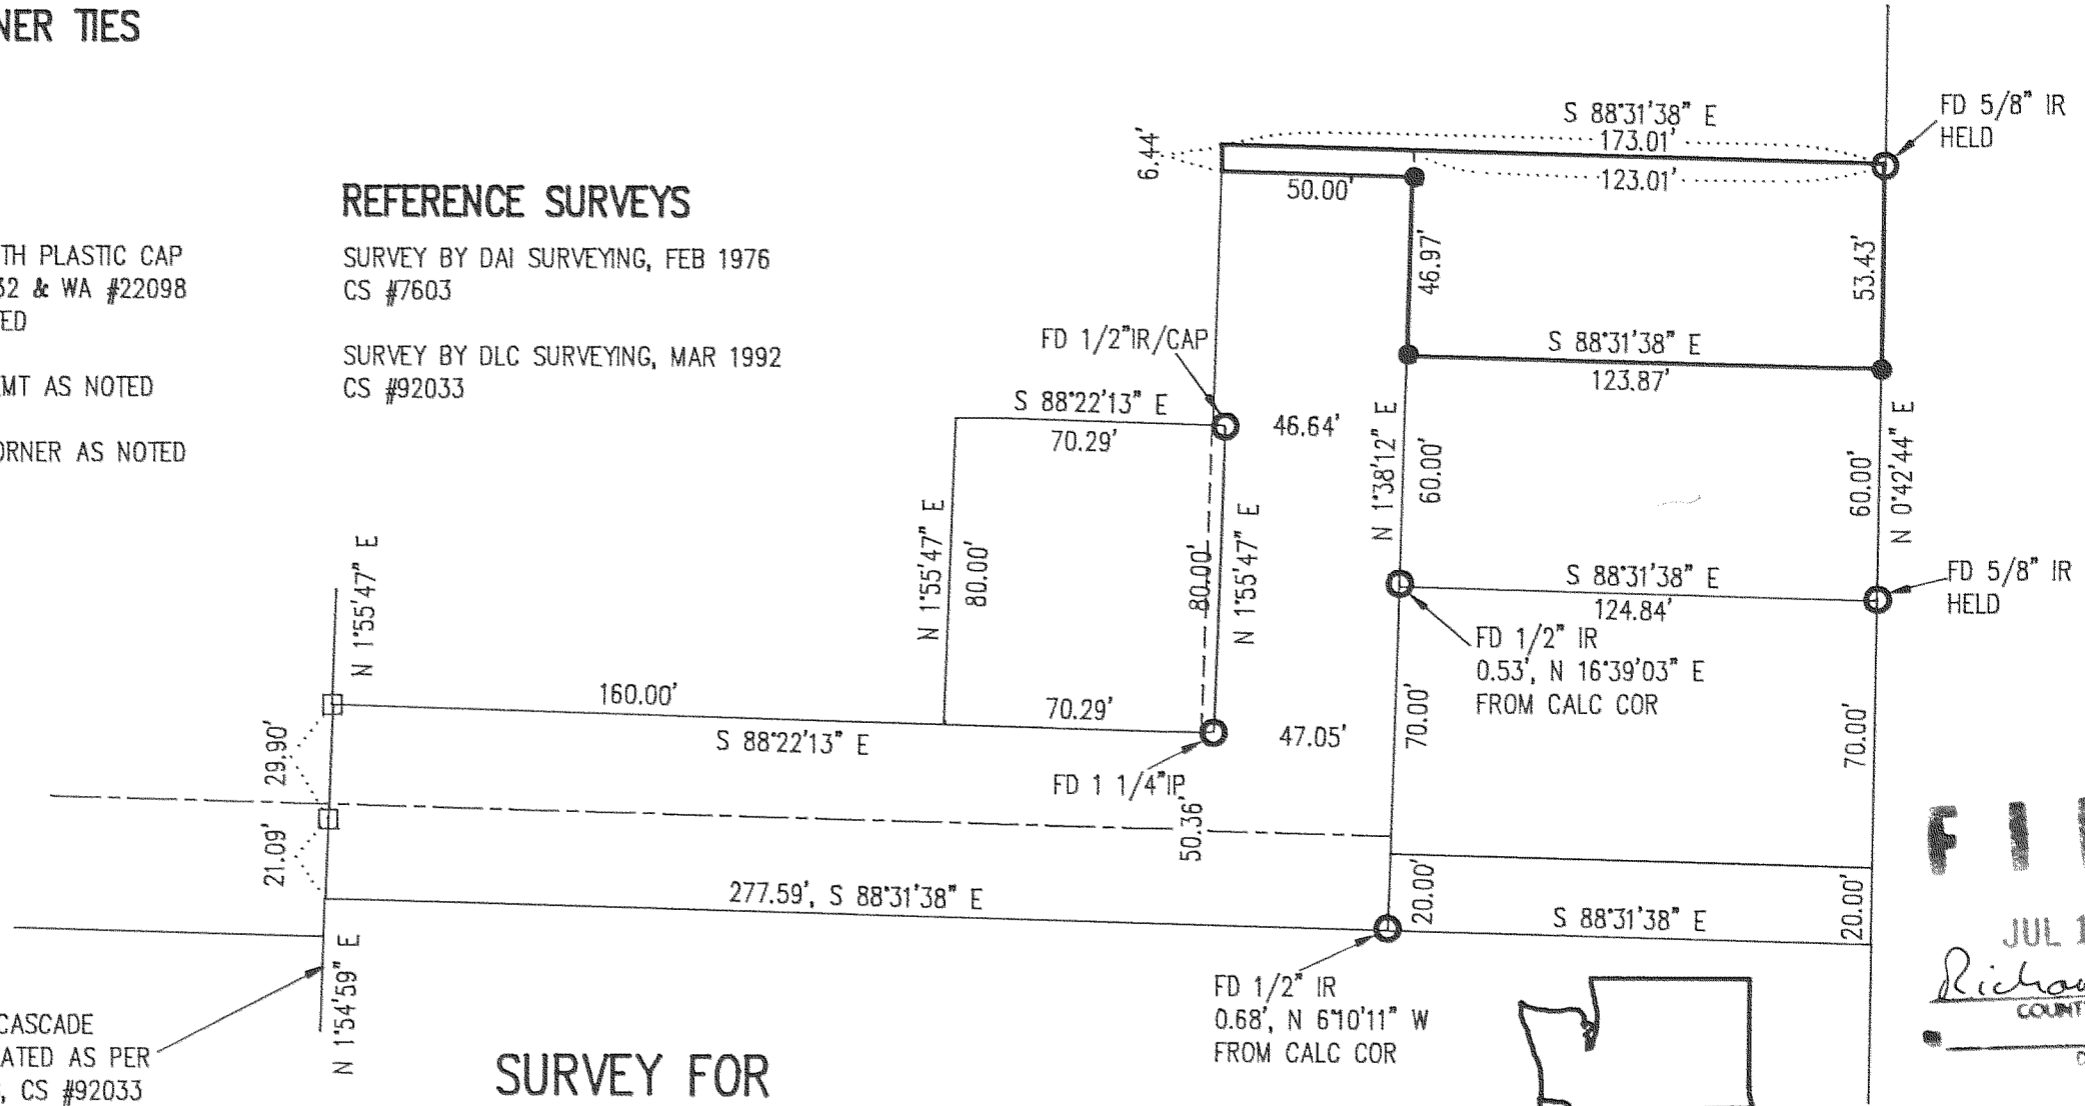 NER TIES
REFERENCE SURVEYS
SURVEY BY DAI SURVEYING, FEB 1976
CS #7603
SURVEY BY DLC SURVEYING, MAR 1992
CS #92033
TH PLASTIC CAP
32 & WA #22098
ED
MT AS NOTED
ORNER AS NOTED
S 88°31'38" E
173.01'
123.01'
6.44'
50.00'
FD 5/8" IR
HELD
46.97'
53.43'
FD 1/2"IR/CAP
S 88°31'38" E
123.87'
S 88°22'13" E
70.29'
46.64'
N 1°38'12" E
60.00'
60.00'
N 0°42'44" E
N 1°55'47" E
80.00'
80.00'
N 1°55'47" E
N 1°55'47" E
S 88°31'38" E
124.84'
FD 5/8" IR
HELD
FD 1/2" IR
0.53', N 16°39'03" E
FROM CALC COR
160.00'
70.29'
S 88°22'13" E
47.05'
70.00'
70.00'
29.90'
FD 1 1/4"IP
50.36'
21.09'
277.59', S 88°31'38" E
20.00'
S 88°31'38" E
20.00'
N 1°54'59" E
FD 1/2" IR
0.68', N 6°10'11" W
FROM CALC COR
CASCADE
ATED AS PER
, CS #92033
SURVEY FOR
F I
JUL 1
COUNT